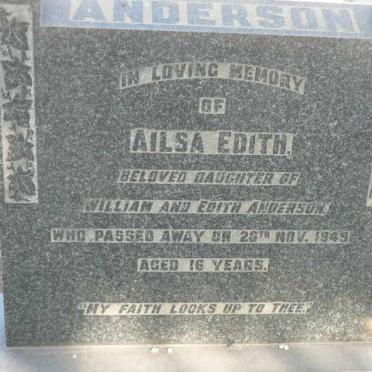 ANDERSON
IN LOVING MEMORY
OF
AILSA EDITH,
BELOVED DAUGHTER OF
WILLIAM AND EDITH ANDERSON,
WHO PASSED AWAY ON 26TH NOV. 1949
AGED 16 YEARS.
"MY FAITH LOOKS UP TO THEE"